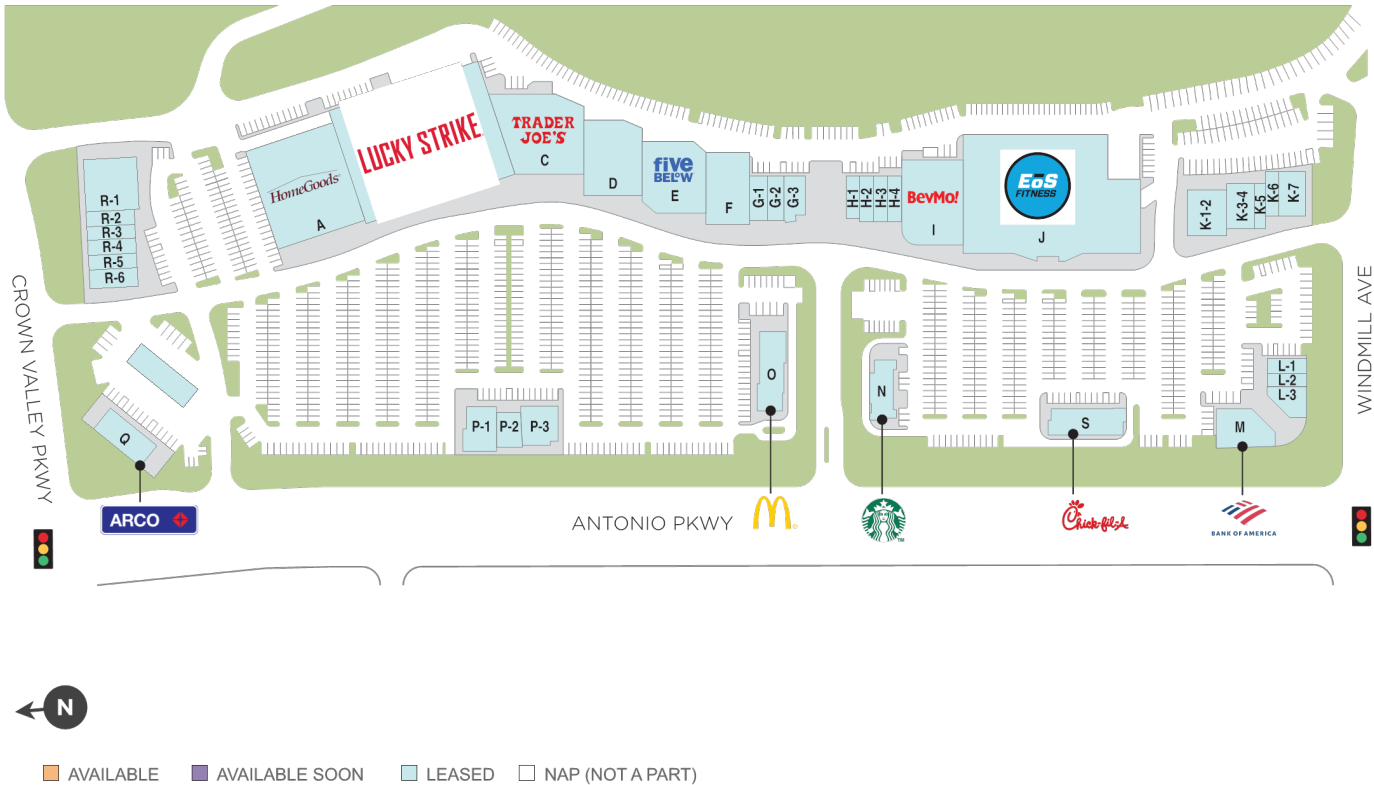 LUCKY STRIKE
TRADER
JOE'S
C
HomeGoods
A
D
five
BELOW
E
F
G-1
G-2
G-3
H-1
H-2
H-3
H-4
BevMo!
I
EōS
FITNESS
J
K-1-2
K-3-4
K-5
K-6
K-7
R-1
R-2
R-3
R-4
R-5
R-6
CROWN VALLEY PKWY
WINDMILL AVE
L-1
L-2
L-3
O
N
P-1
P-2
P-3
S
M
Q
ARCO
ANTONIO PKWY
Chick-fil-A
BANK OF AMERICA
TM
N
AVAILABLE
AVAILABLE SOON
LEASED
NAP (NOT A PART)